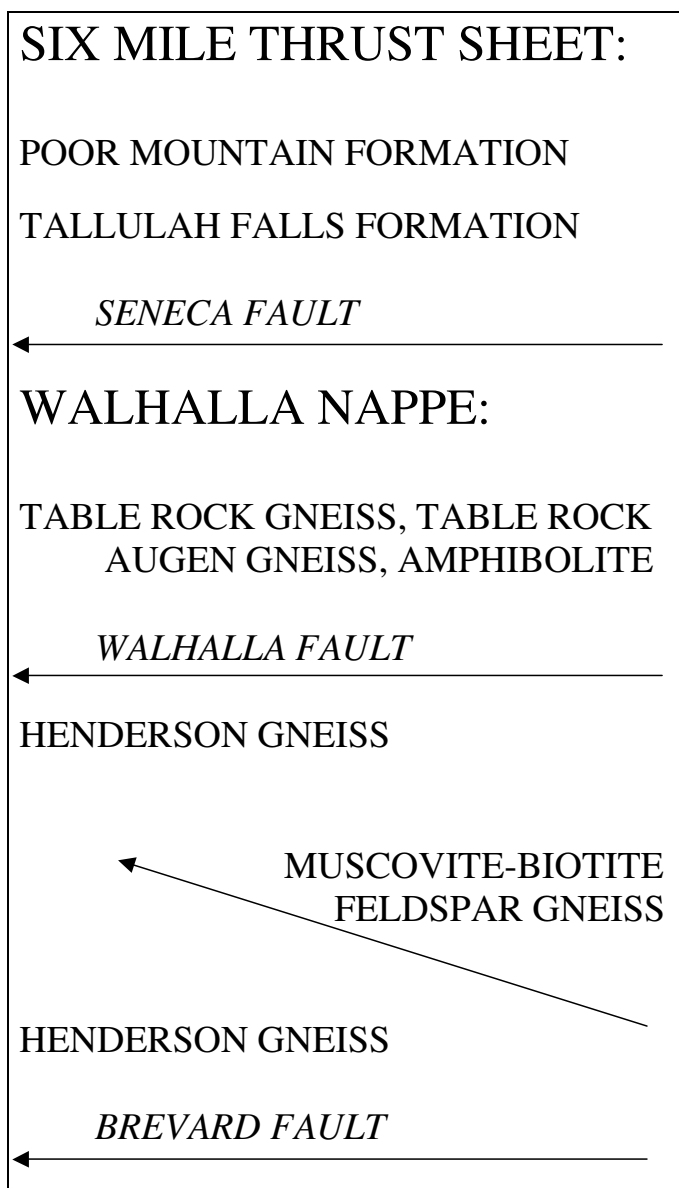 SIX MILE THRUST SHEET:
POOR MOUNTAIN FORMATION
TALLULAH FALLS FORMATION
SENECA FAULT
WALHALLA NAPPE:
TABLE ROCK GNEISS, TABLE ROCK
AUGEN GNEISS, AMPHIBOLITE
WALHALLA FAULT
HENDERSON GNEISS
MUSCOVITE-BIOTITE
FELDSPAR GNEISS
HENDERSON GNEISS
BREVARD FAULT